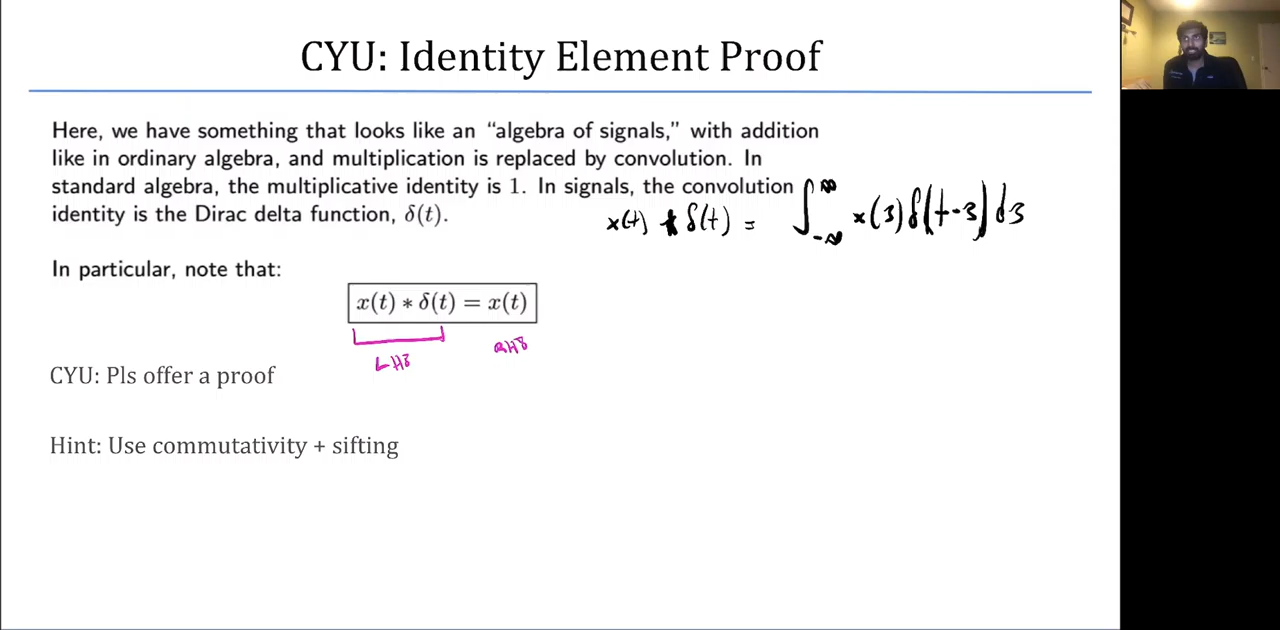 CYU: Identity Element Proof
Here, we have something that looks like an “algebra of signals,” with addition
like in ordinary algebra, and multiplication is replaced by convolution. In
standard algebra, the multiplicative identity is 1. In signals, the convolution
identity is the Dirac delta function, δ(t).
x(t) * δ(t) = ∫_{-∞}^{∞} x(3) δ(t-3) d3
In particular, note that:
x(t) ∗ δ(t) = x(t)
LHS RHS
CYU: Pls offer a proof
Hint: Use commutativity + sifting